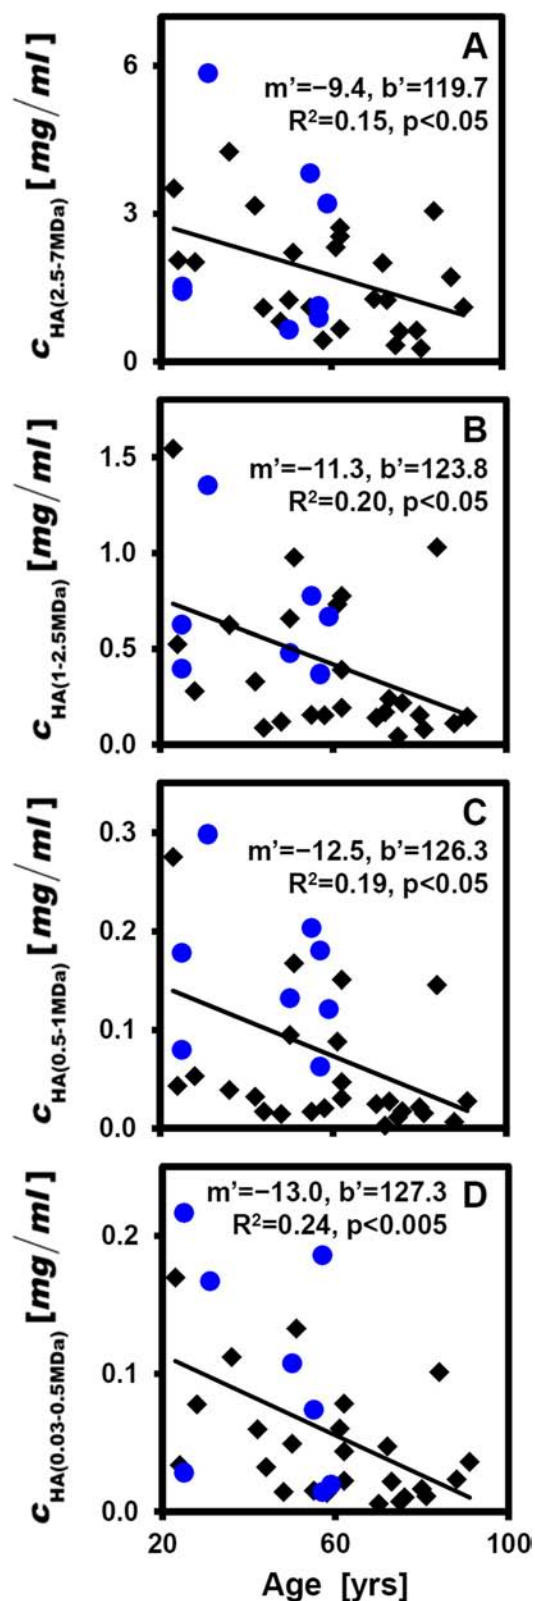 A
m’=−9.4, b’=119.7
R²=0.15, p<0.05
c HA(2.5-7MDa) [mg/ml]
6
3
0
B
m’=−11.3, b’=123.8
R²=0.20, p<0.05
c HA(1-2.5MDa) [mg/ml]
1.5
1.0
0.5
0.0
C
m’=−12.5, b’=126.3
R²=0.19, p<0.05
c HA(0.5-1MDa) [mg/ml]
0.3
0.2
0.1
0.0
D
m’=−13.0, b’=127.3
R²=0.24, p<0.005
c HA(0.03-0.5MDa) [mg/ml]
0.2
0.1
0.0
20 60 100
Age [yrs]